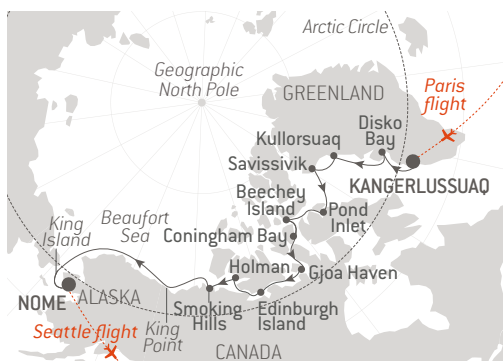 Arctic Circle
Geographic
North Pole
Paris
flight
GREENLAND
Disko
Bay
Kullorsuaq
Savissivik
KANGERLUSSUAQ
Beechey
Island
Pond
Inlet
King
Island
Beaufort
Sea
Coningham Bay
Holman
Gjoa Haven
NOME
ALASKA
Smoking
Hills
Edinburgh
Island
Seattle flight
King
Point
CANADA